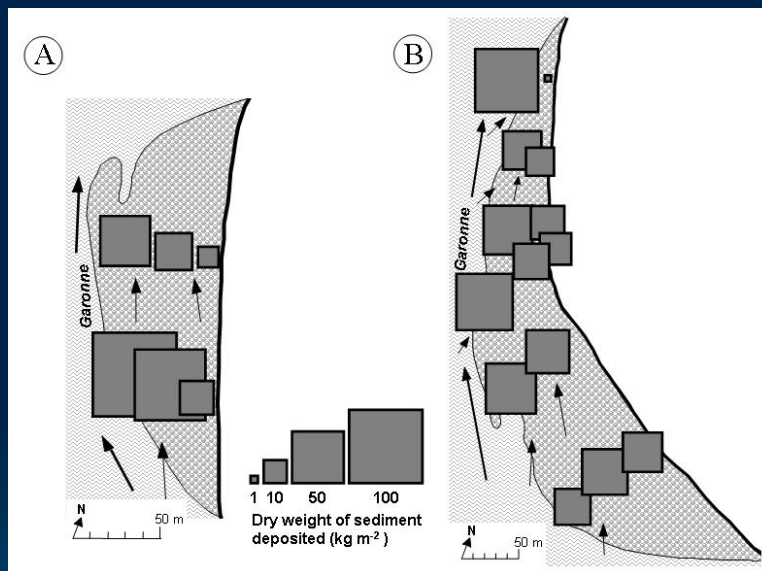 A
Garonne
N
50 m
1 10 50 100
Dry weight of sediment
deposited (kg m⁻²)
B
Garonne
N
50 m